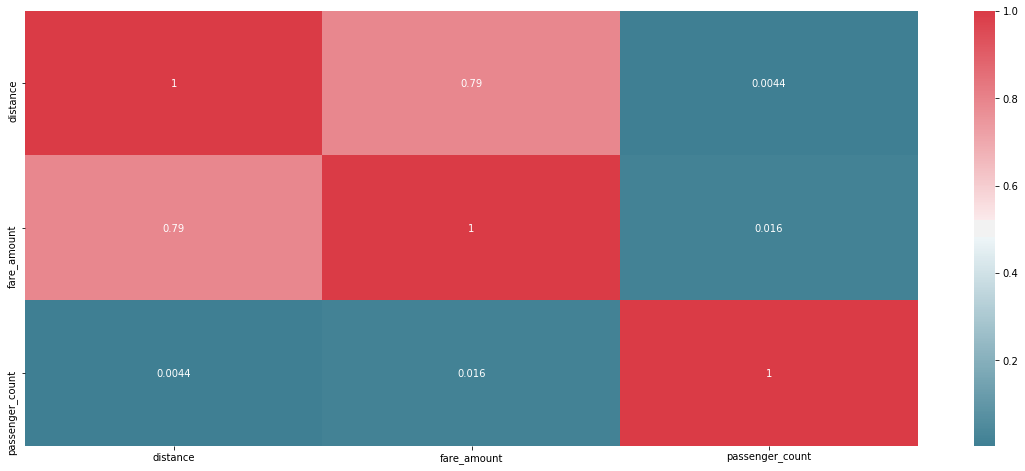 distance 1 0.79 0.0044
fare_amount 0.79 1 0.016
passenger_count 0.0044 0.016 1
distance fare_amount passenger_count
1.0
0.8
0.6
0.4
0.2